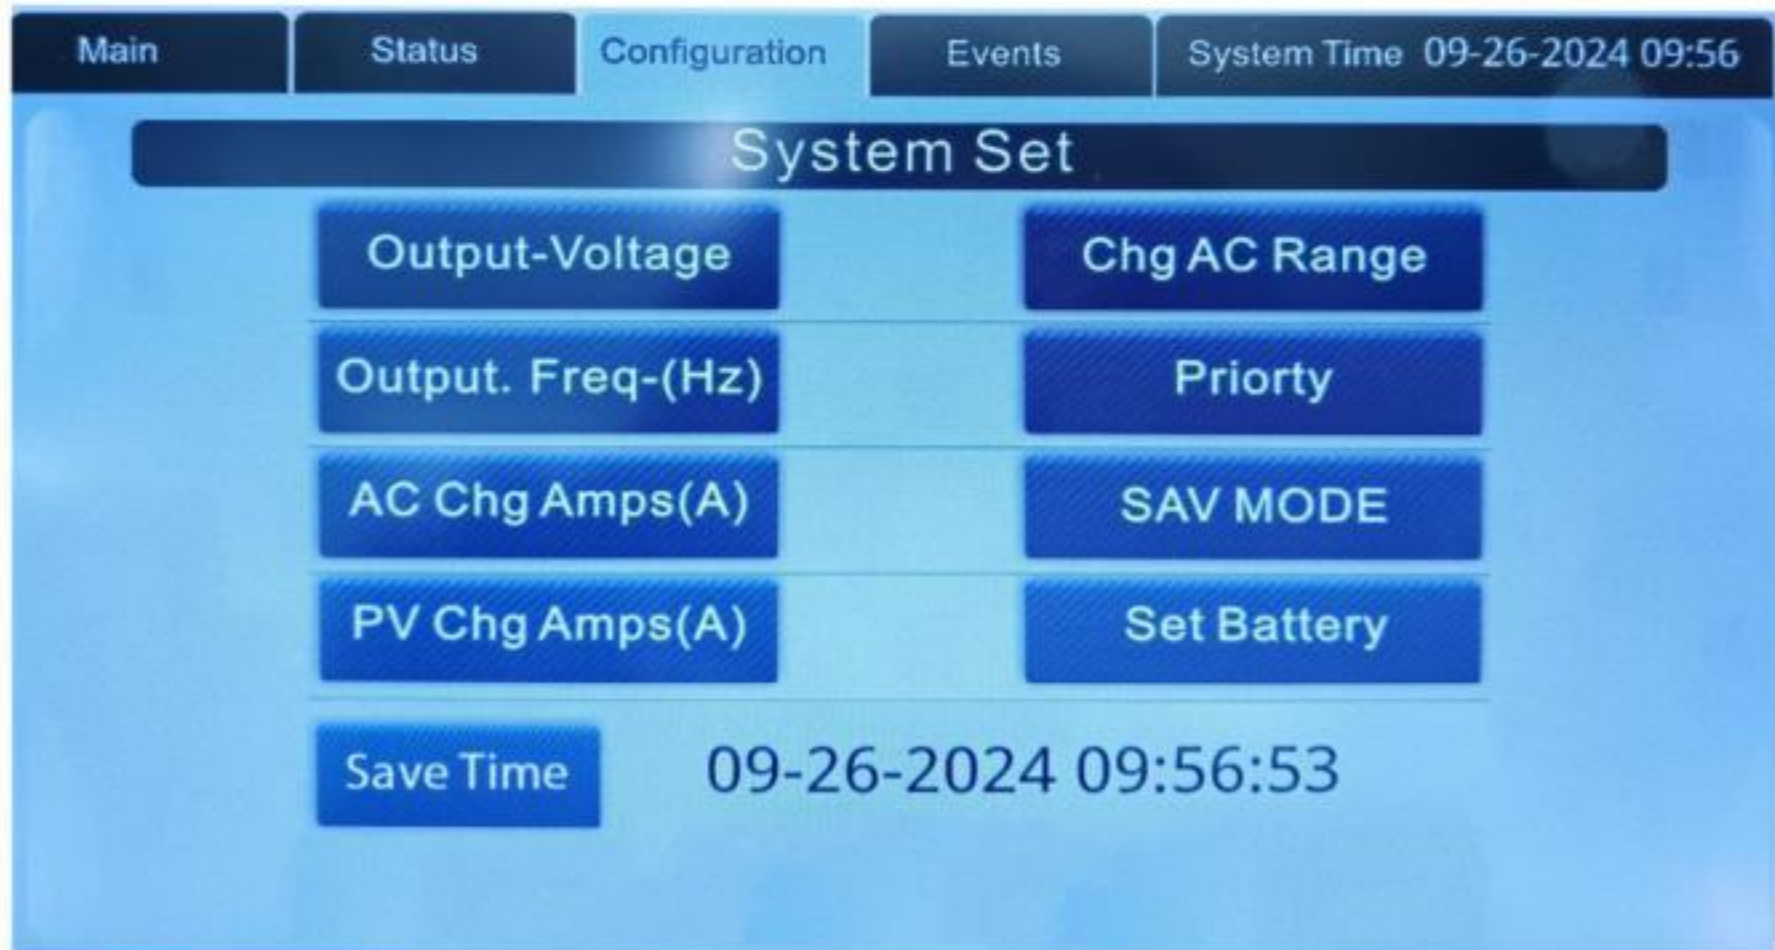 Main Status Configuration Events System Time 09-26-2024 09:56
System Set
Output-Voltage Chg AC Range
Output. Freq-(Hz) Priorty
AC Chg Amps(A) SAV MODE
PV Chg Amps(A) Set Battery
Save Time 09-26-2024 09:56:53